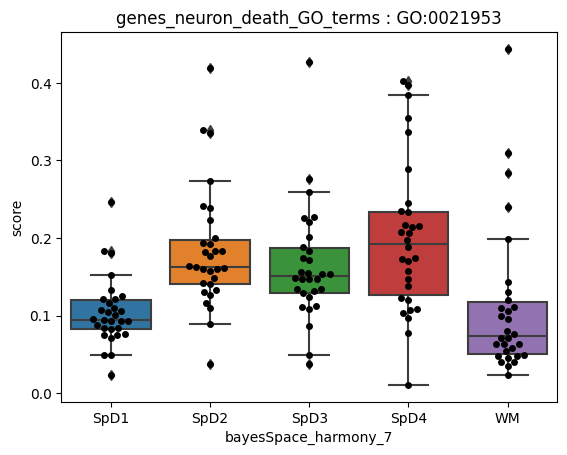 genes_neuron_death_GO_terms : GO:0021953
score
0.4
0.3
0.2
0.1
0.0
SpD1 SpD2 SpD3 SpD4 WM
bayesSpace_harmony_7